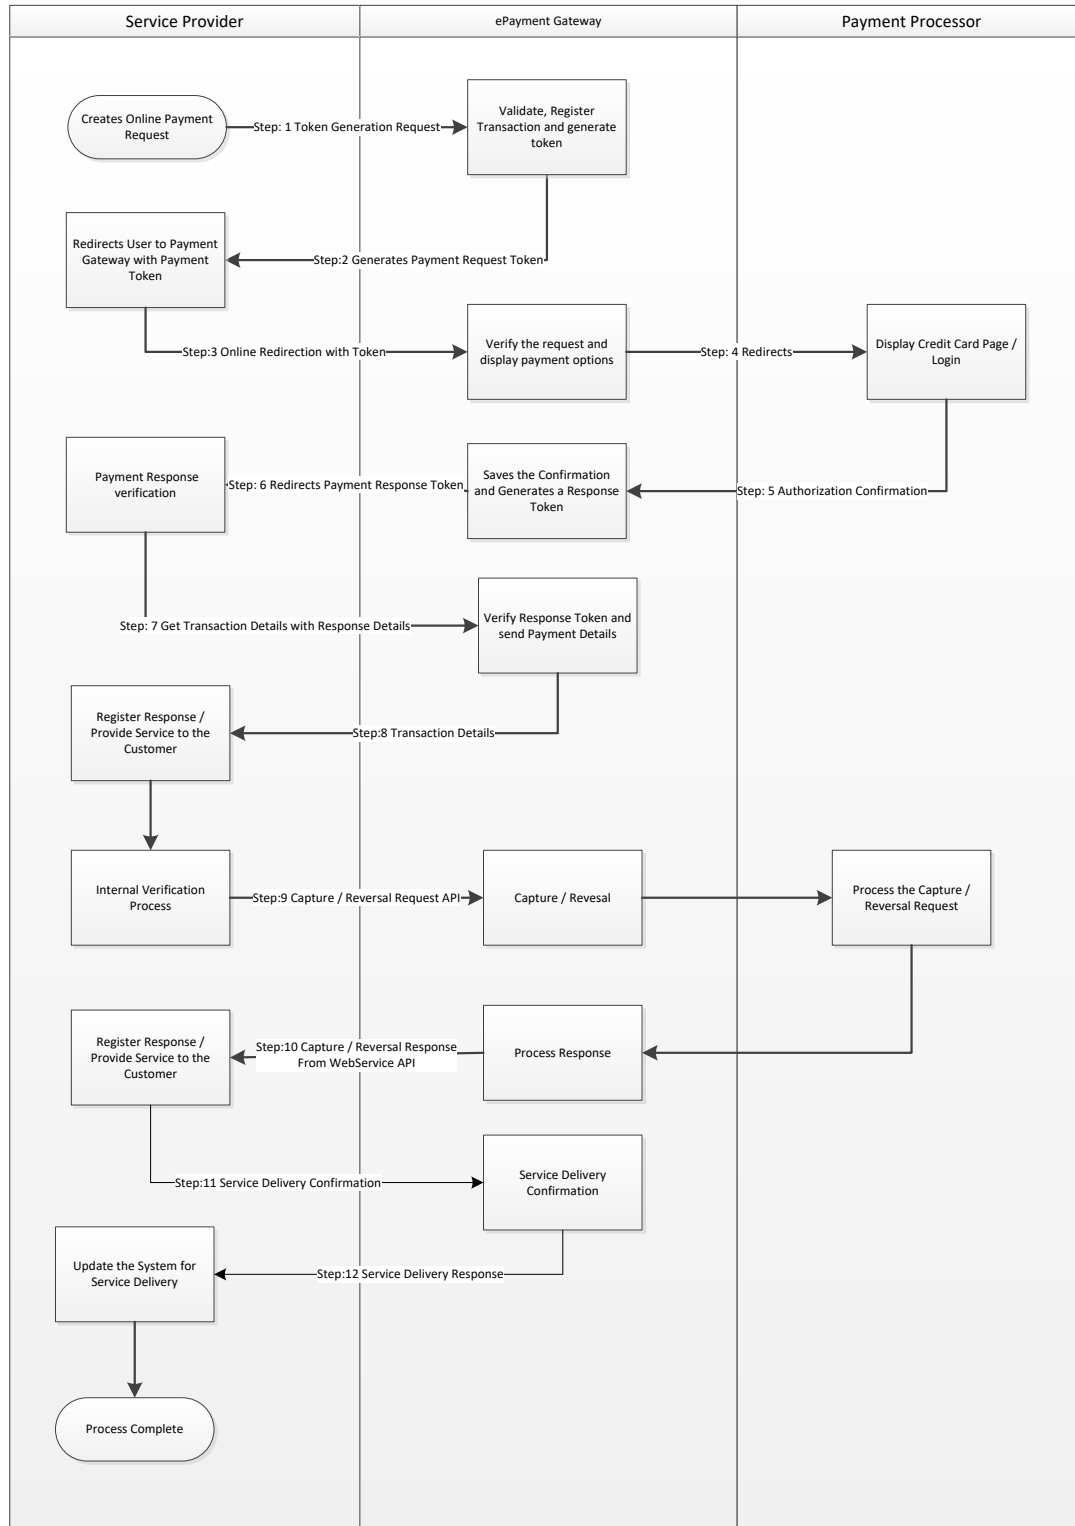 Service Provider
ePayment Gateway
Payment Processor
Creates Online Payment
Request
Step: 1 Token Generation Request
Validate, Register
Transaction and generate
token
Redirects User to Payment
Gateway with Payment
Token
Step:2 Generates Payment Request Token
Step:3 Online Redirection with Token
Verify the request and
display payment options
Step: 4 Redirects
Display Credit Card Page /
Login
Payment Response
verification
Step: 6 Redirects Payment Response Token
Saves the Confirmation
and Generates a Response
Token
Step: 5 Authorization Confirmation
Step: 7 Get Transaction Details with Response Details
Verify Response Token and
send Payment Details
Register Response /
Provide Service to the
Customer
Step:8 Transaction Details
Internal Verification
Process
Step:9 Capture / Reversal Request API
Capture / Revesal
Process the Capture /
Reversal Request
Register Response /
Provide Service to the
Customer
Step:10 Capture / Reversal Response
From WebService API
Process Response
Step:11 Service Delivery Confirmation
Service Delivery
Confirmation
Update the System for
Service Delivery
Step:12 Service Delivery Response
Process Complete